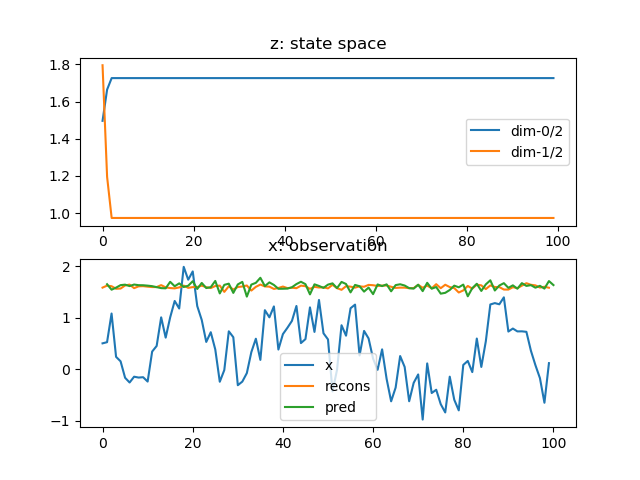 z: state space
1.8
1.6
1.4
1.2
1.0
dim-0/2
dim-1/2
0 20 40 60 80 100
x: observation
2
1
0
−1
x
recons
pred
0 20 40 60 80 100